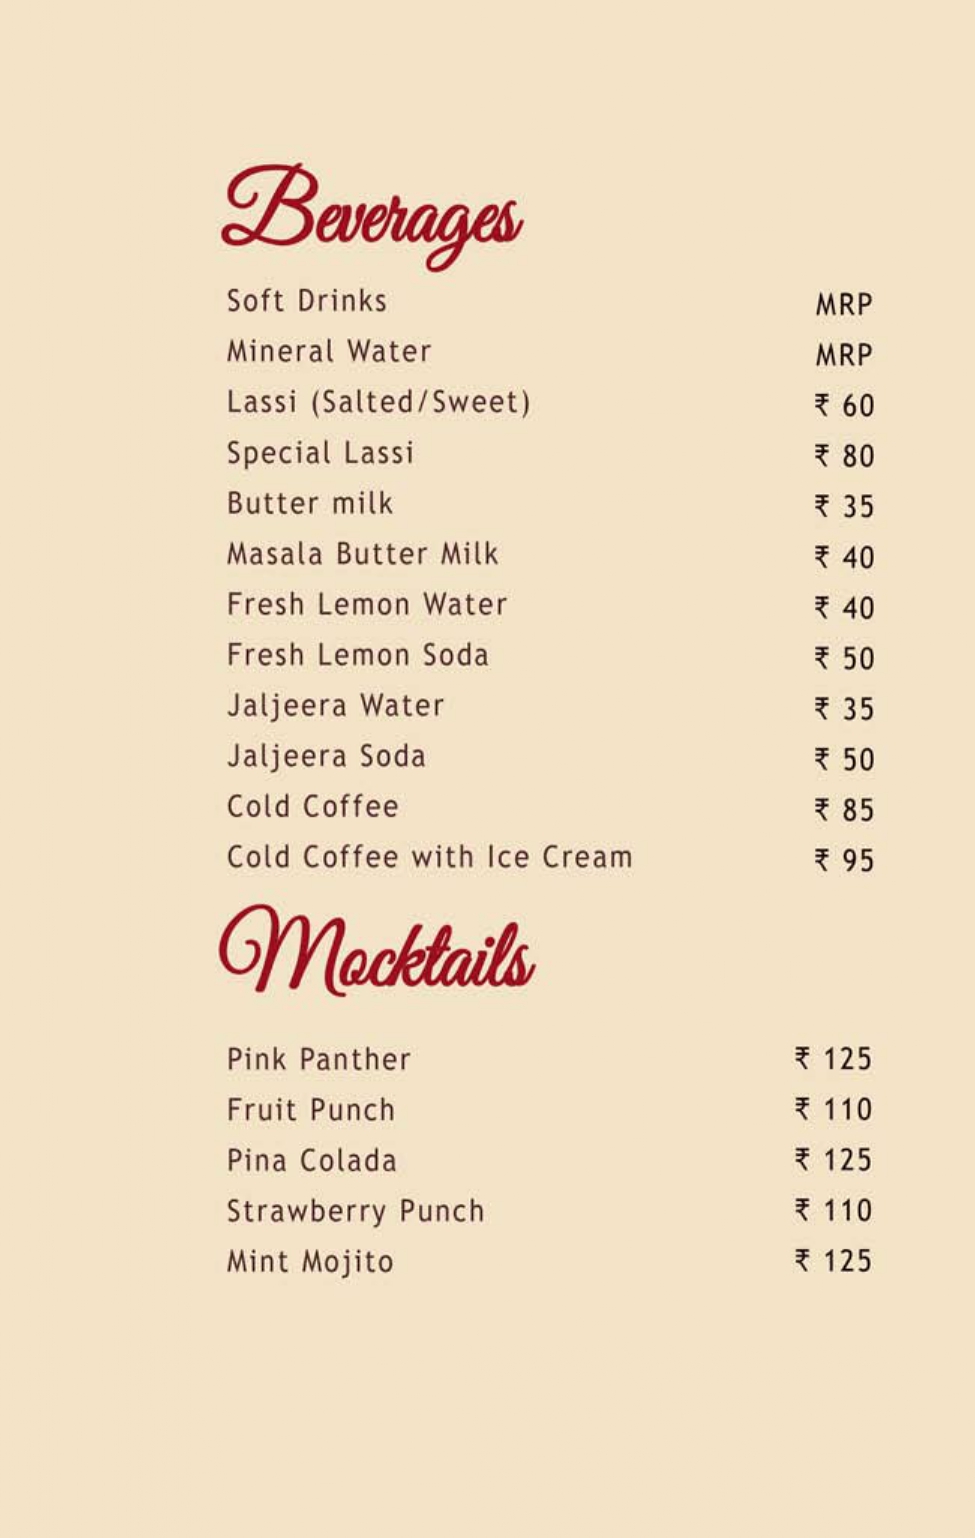 Beverages
Soft Drinks MRP
Mineral Water MRP
Lassi (Salted/Sweet) ₹ 60
Special Lassi ₹ 80
Butter milk ₹ 35
Masala Butter Milk ₹ 40
Fresh Lemon Water ₹ 40
Fresh Lemon Soda ₹ 50
Jaljeera Water ₹ 35
Jaljeera Soda ₹ 50
Cold Coffee ₹ 85
Cold Coffee with Ice Cream ₹ 95
Mocktails
Pink Panther ₹ 125
Fruit Punch ₹ 110
Pina Colada ₹ 125
Strawberry Punch ₹ 110
Mint Mojito ₹ 125